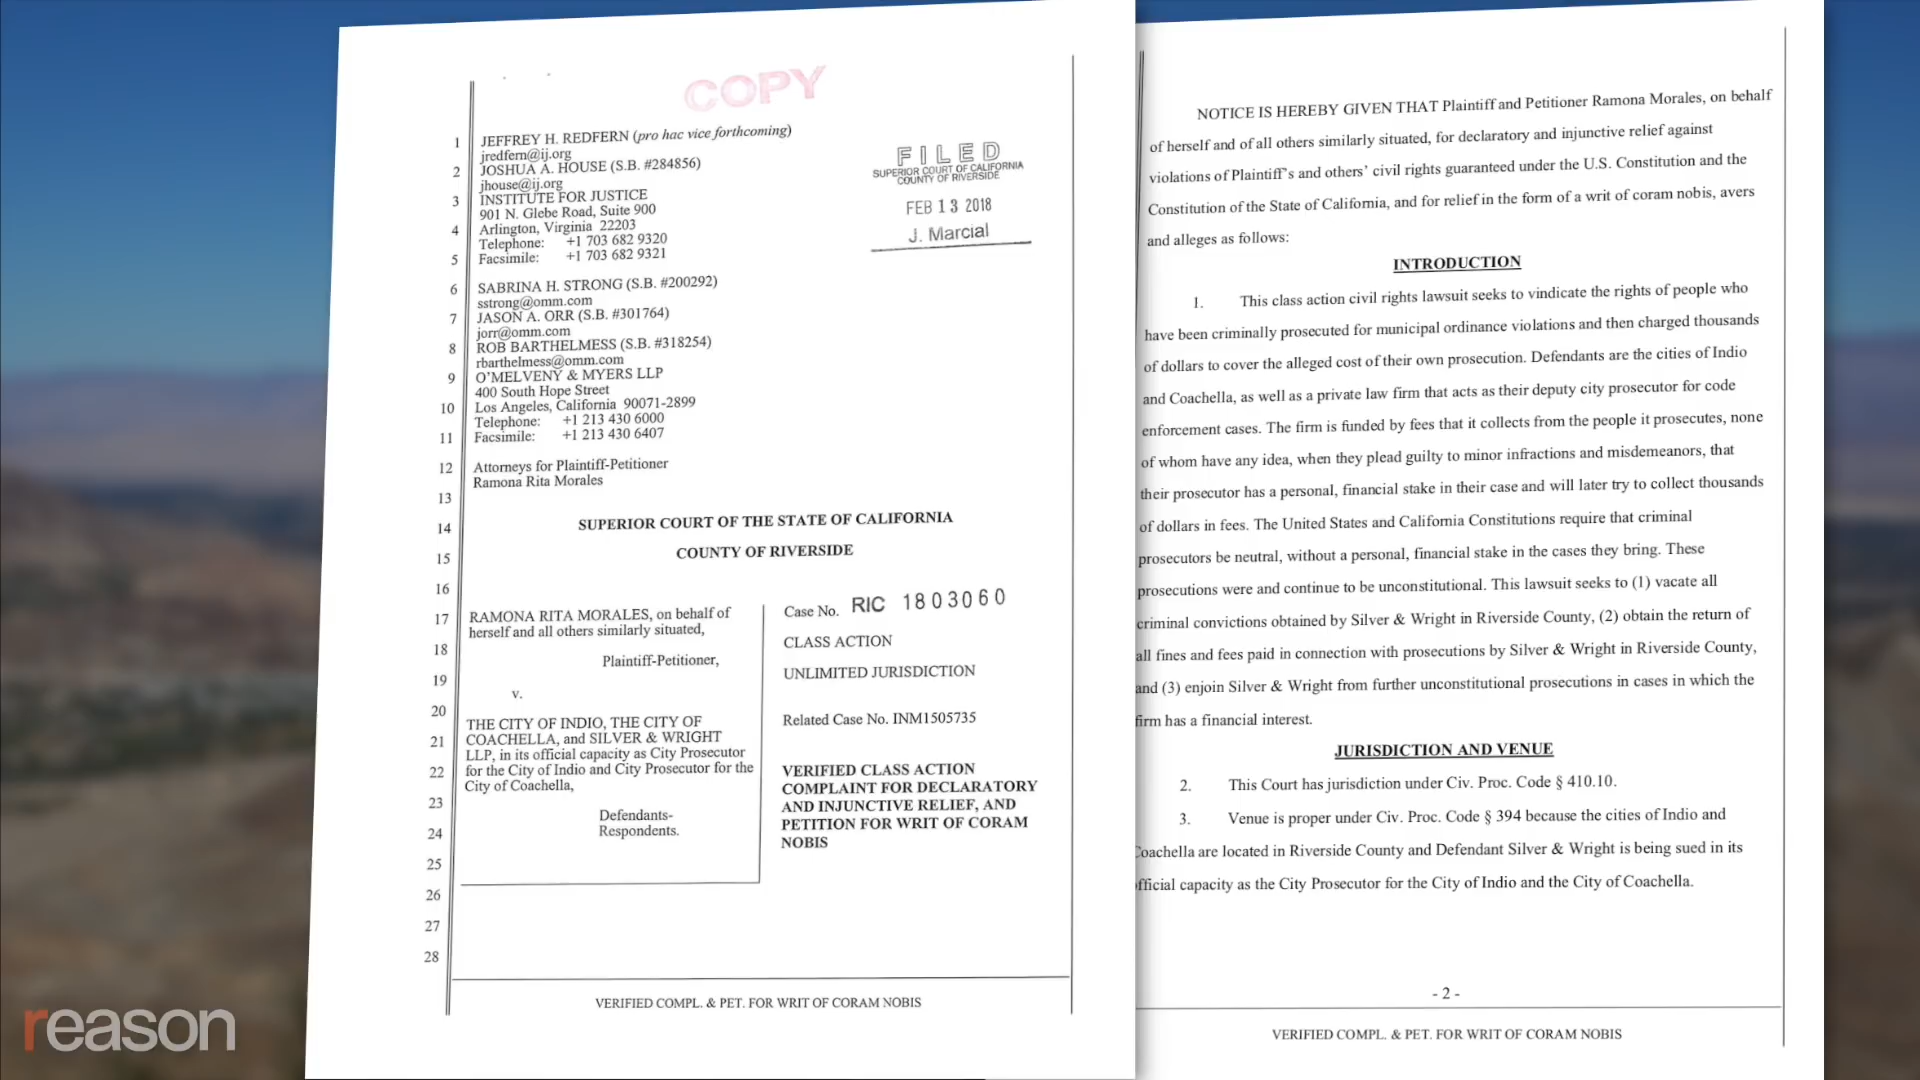 COPY
1 JEFFREY H. REDFERN (pro hac vice forthcoming)
jredfern@ij.org
2 JOSHUA A. HOUSE (S.B. #284856)
jhouse@ij.org
3 INSTITUTE FOR JUSTICE
901 N. Glebe Road, Suite 900
4 Arlington, Virginia 22203
Telephone: +1 703 682 9320
5 Facsimile: +1 703 682 9321
FILED
SUPERIOR COURT OF CALIFORNIA
COUNTY OF RIVERSIDE
FEB 13 2018
J. Marcial
6 SABRINA H. STRONG (S.B. #200292)
sstrong@omm.com
7 JASON A. ORR (S.B. #301764)
jorr@omm.com
8 ROB BARTHELMESS (S.B. #318254)
rbarthelmess@omm.com
9 O'MELVENY & MYERS LLP
400 South Hope Street
10 Los Angeles, California 90071-2899
Telephone: +1 213 430 6000
11 Facsimile: +1 213 430 6407
12 Attorneys for Plaintiff-Petitioner
Ramona Rita Morales
13
14 SUPERIOR COURT OF THE STATE OF CALIFORNIA
15 COUNTY OF RIVERSIDE
16
17 RAMONA RITA MORALES, on behalf of
herself and all others similarly situated,
18 Plaintiff-Petitioner,
19 v.
20 THE CITY OF INDIO, THE CITY OF
21 COACHELLA, and SILVER & WRIGHT
LLP, in its official capacity as City Prosecutor
22 for the City of Indio and City Prosecutor for the
City of Coachella,
23 Defendants-
24 Respondents.
25
26
27
28
Case No. RIC 1803060
CLASS ACTION
UNLIMITED JURISDICTION
Related Case No. INM1505735
VERIFIED CLASS ACTION
COMPLAINT FOR DECLARATORY
AND INJUNCTIVE RELIEF, AND
PETITION FOR WRIT OF CORAM
NOBIS
VERIFIED COMPL. & PET. FOR WRIT OF CORAM NOBIS
NOTICE IS HEREBY GIVEN THAT Plaintiff and Petitioner Ramona Morales, on behalf
of herself and of all others similarly situated, for declaratory and injunctive relief against
violations of Plaintiff's and others' civil rights guaranteed under the U.S. Constitution and the
Constitution of the State of California, and for relief in the form of a writ of coram nobis, avers
and alleges as follows:
INTRODUCTION
1. This class action civil rights lawsuit seeks to vindicate the rights of people who
have been criminally prosecuted for municipal ordinance violations and then charged thousands
of dollars to cover the alleged cost of their own prosecution. Defendants are the cities of Indio
and Coachella, as well as a private law firm that acts as their deputy city prosecutor for code
enforcement cases. The firm is funded by fees that it collects from the people it prosecutes, none
of whom have any idea, when they plead guilty to minor infractions and misdemeanors, that
their prosecutor has a personal, financial stake in their case and will later try to collect thousands
of dollars in fees. The United States and California Constitutions require that criminal
prosecutors be neutral, without a personal, financial stake in the cases they bring. These
prosecutions were and continue to be unconstitutional. This lawsuit seeks to (1) vacate all
criminal convictions obtained by Silver & Wright in Riverside County, (2) obtain the return of
all fines and fees paid in connection with prosecutions by Silver & Wright in Riverside County,
and (3) enjoin Silver & Wright from further unconstitutional prosecutions in cases in which the
firm has a financial interest.
JURISDICTION AND VENUE
2. This Court has jurisdiction under Civ. Proc. Code § 410.10.
3. Venue is proper under Civ. Proc. Code § 394 because the cities of Indio and
Coachella are located in Riverside County and Defendant Silver & Wright is being sued in its
official capacity as the City Prosecutor for the City of Indio and the City of Coachella.
- 2 -
VERIFIED COMPL. & PET. FOR WRIT OF CORAM NOBIS
reason